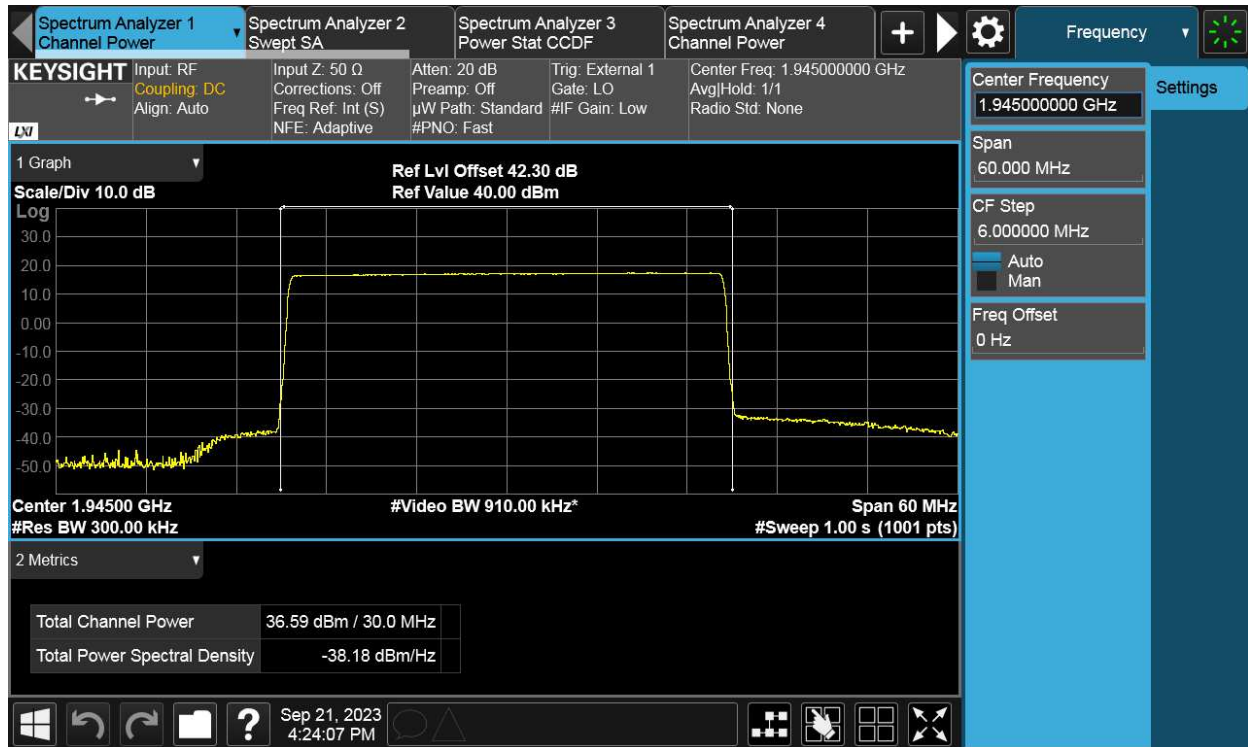 Spectrum Analyzer 1
Channel Power
Spectrum Analyzer 2
Swept SA
Spectrum Analyzer 3
Power Stat CCDF
Spectrum Analyzer 4
Channel Power
+
Frequency
KEYSIGHT
LXI
Input: RF
Coupling: DC
Align: Auto
Input Z: 50 Ω
Corrections: Off
Freq Ref: Int (S)
NFE: Adaptive
Atten: 20 dB
Preamp: Off
µW Path: Standard
#PNO: Fast
Trig: External 1
Gate: LO
#IF Gain: Low
Center Freq: 1.945000000 GHz
Avg|Hold: 1/1
Radio Std: None
Center Frequency
1.945000000 GHz
Settings
Span
60.000 MHz
CF Step
6.000000 MHz
Auto
Man
Freq Offset
0 Hz
1 Graph
Scale/Div 10.0 dB
Ref Lvl Offset 42.30 dB
Ref Value 40.00 dBm
Log
30.0
20.0
10.0
0.00
-10.0
-20.0
-30.0
-40.0
-50.0
Center 1.94500 GHz
#Video BW 910.00 kHz*
Span 60 MHz
#Res BW 300.00 kHz
#Sweep 1.00 s (1001 pts)
2 Metrics
Total Channel Power 36.59 dBm / 30.0 MHz
Total Power Spectral Density -38.18 dBm/Hz
?
Sep 21, 2023
4:24:07 PM